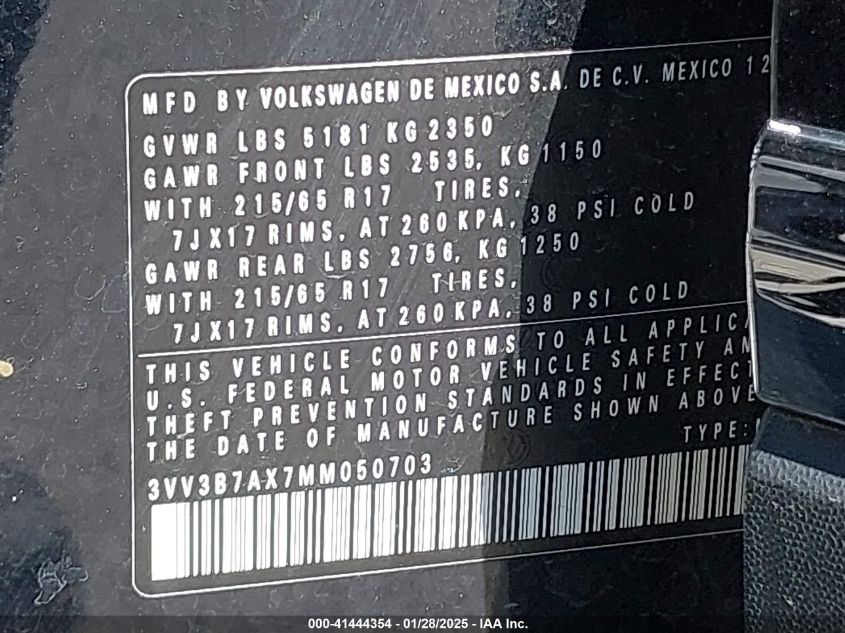 MFD BY VOLKSWAGEN DE MEXICO S.A. DE C.V. MEXICO 12
GVWR LBS 5181 KG 2350
GAWR FRONT LBS 2535, KG 1150
WITH 215/65 R17 TIRES,
7JX17 RIMS, AT 260 KPA, 38 PSI COLD
GAWR REAR LBS 2756, KG 1250
WITH 215/65 R17 TIRES,
7JX17 RIMS, AT 260 KPA, 38 PSI COLD
THIS VEHICLE CONFORMS TO ALL APPLICA
U.S. FEDERAL MOTOR VEHICLE SAFETY AN
THEFT PREVENTION STANDARDS IN EFFECT
THE DATE OF MANUFACTURE SHOWN ABOVE
TYPE:
3VV3B7AX7MM050703
000-41444354 | 01/28/2025 - IAA Inc.